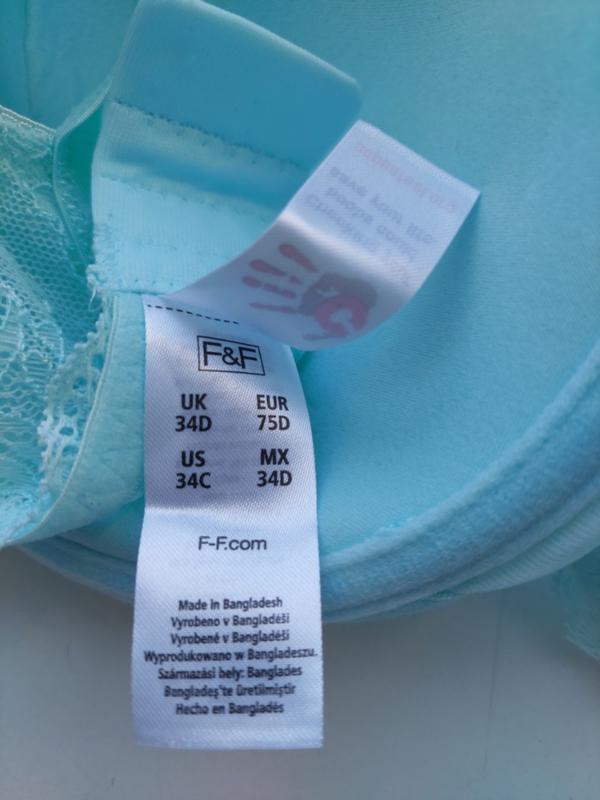 F&F
UK EUR
34D 75D
US MX
34C 34D
F-F.com
Made in Bangladesh
Vyrobeno v Bangladéši
Vyrobené v Bangladéši
Wyprodukowano w Bangladeszu.
Származási hely: Banglades
Bangladeş'te üretilmiştir
Hecho en Bangladés